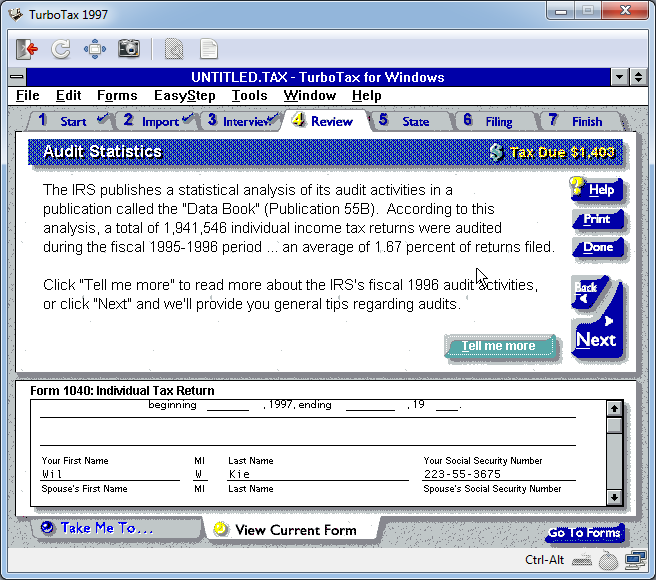 TurboTax 1997
UNTITLED.TAX - TurboTax for Windows
File Edit Forms EasyStep Tools Window Help
1 Start 2 Import 3 Interview 4 Review 5 State 6 Filing 7 Finish
Audit Statistics
$ Tax Due $1,403
The IRS publishes a statistical analysis of its audit activities in a
publication called the "Data Book" (Publication 55B). According to this
analysis, a total of 1,941,546 individual income tax returns were audited
during the fiscal 1995-1996 period ... an average of 1.67 percent of returns filed.
Click "Tell me more" to read more about the IRS's fiscal 1996 audit activities,
or click "Next" and we'll provide you general tips regarding audits.
? Help
Print
Done
Back
Next
Tell me more
Form 1040: Individual Tax Return
beginning ______ , 1997, ending ______ , 19 ___.
Your First Name MI Last Name Your Social Security Number
Wil W Kie 223-55-3675
Spouse's First Name MI Last Name Spouse's Social Security Number
Take Me To...
View Current Form
Go To Forms
Ctrl-Alt